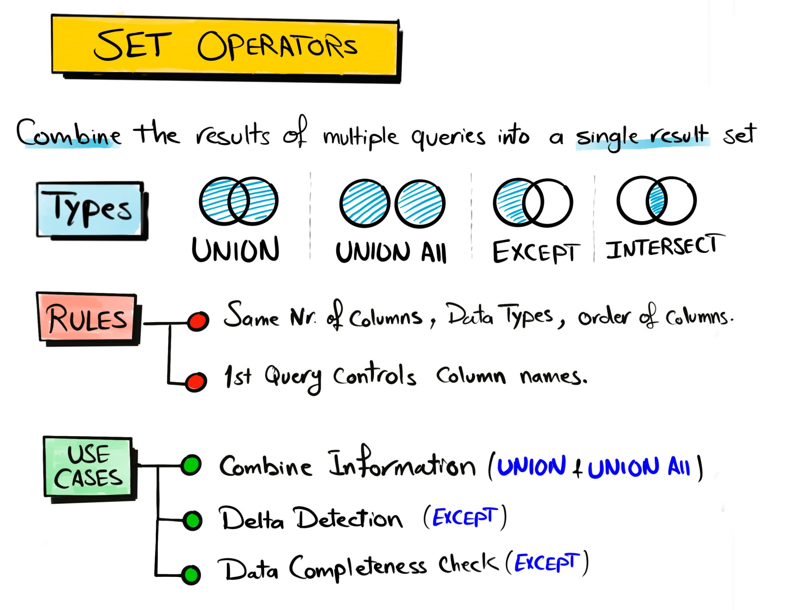 SET OPERATORS
Combine the results of multiple queries into a single result set
Types
UNION
UNION All
EXCEPT
INTERSECT
RULES
Same Nr. of Columns, Data Types, order of columns.
1st Query Controls Column names.
USE CASES
Combine Information (UNION + UNION All)
Delta Detection (EXCEPT)
Data Completeness Check (EXCEPT)